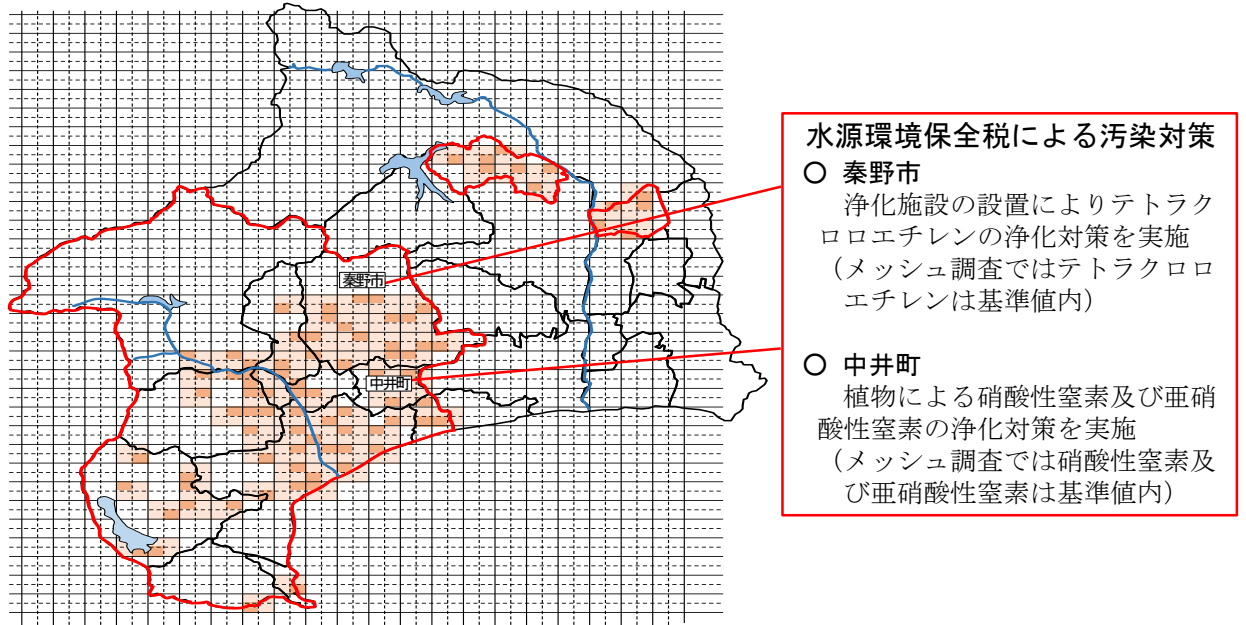 秦野市
中井町
水源環境保全税による汚染対策
○ 秦野市
浄化施設の設置によりテトラク
ロロエチレンの浄化対策を実施
(メッシュ調査ではテトラクロロ
エチレンは基準値内)
○ 中井町
植物による硝酸性窒素及び亜硝
酸性窒素の浄化対策を実施
(メッシュ調査では硝酸性窒素及
び亜硝酸性窒素は基準値内)